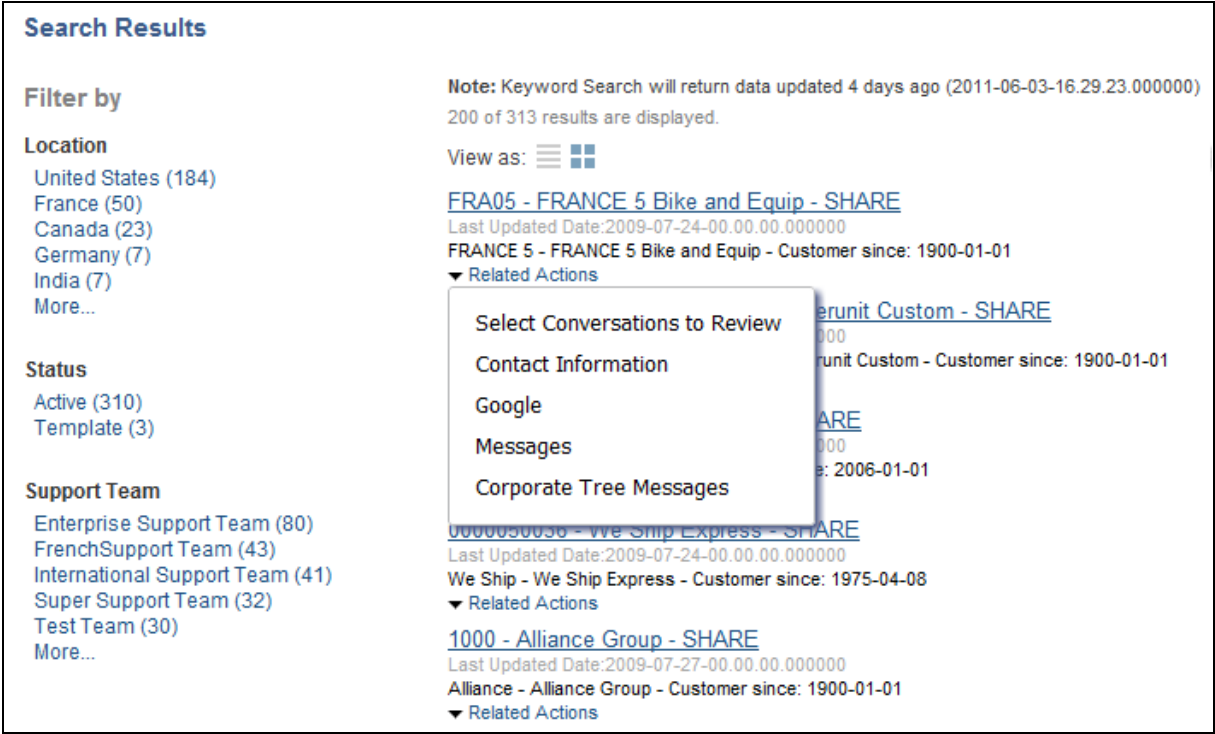 Search Results
Filter by
Location
United States (184)
France (50)
Canada (23)
Germany (7)
India (7)
More...
Status
Active (310)
Template (3)
Support Team
Enterprise Support Team (80)
FrenchSupport Team (43)
International Support Team (41)
Super Support Team (32)
Test Team (30)
More...
Note: Keyword Search will return data updated 4 days ago (2011-06-03-16.29.23.000000)
200 of 313 results are displayed.
View as:
FRA05 - FRANCE 5 Bike and Equip - SHARE
Last Updated Date:2009-07-24-00.00.00.000000
FRANCE 5 - FRANCE 5 Bike and Equip - Customer since: 1900-01-01
Related Actions
Select Conversations to Review
Contact Information
Google
Messages
Corporate Tree Messages
erunit Custom - SHARE
000
runit Custom - Customer since: 1900-01-01
ARE
000
e: 2006-01-01
0000050036 - We Ship Express - SHARE
Last Updated Date:2009-07-24-00.00.00.000000
We Ship - We Ship Express - Customer since: 1975-04-08
Related Actions
1000 - Alliance Group - SHARE
Last Updated Date:2009-07-27-00.00.00.000000
Alliance - Alliance Group - Customer since: 1900-01-01
Related Actions